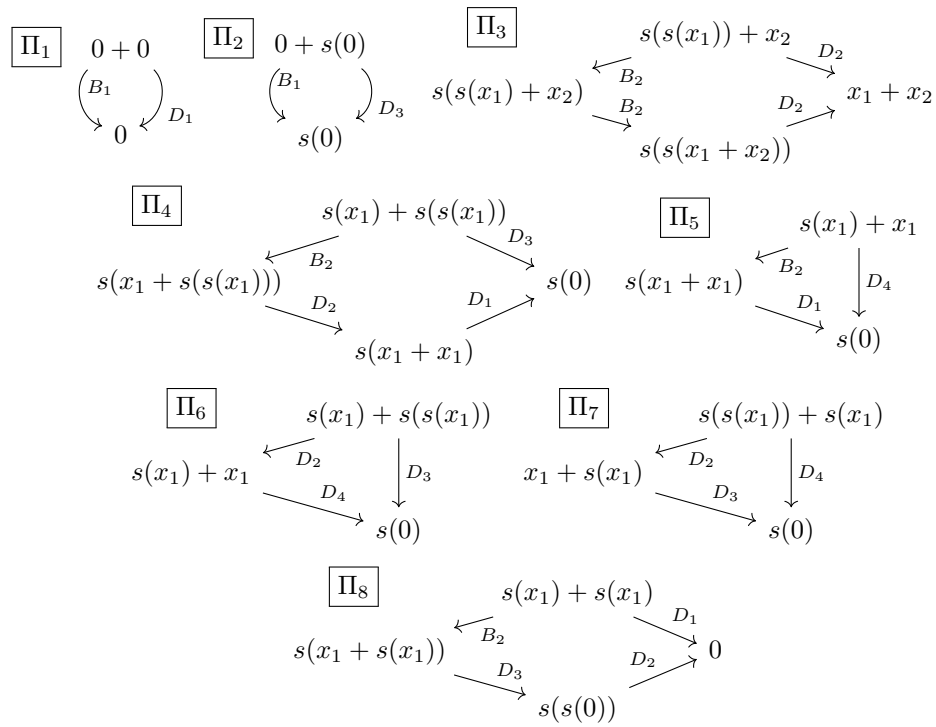 Π₁ 0 + 0 B₁ D₁ 0
Π₂ 0 + s(0) B₁ D₃ s(0)
Π₃ s(s(x₁)) + x₂ B₂ D₂ s(s(x₁) + x₂) x₁ + x₂ B₂ D₂ s(s(x₁ + x₂))
Π₄ s(x₁) + s(s(x₁)) B₂ D₃ s(x₁ + s(s(x₁))) s(0) D₂ D₁ s(x₁ + x₁)
Π₅ s(x₁) + x₁ B₂ s(x₁ + x₁) D₄ D₁ s(0)
Π₆ s(x₁) + s(s(x₁)) D₂ s(x₁) + x₁ D₃ D₄ s(0)
Π₇ s(s(x₁)) + s(x₁) D₂ x₁ + s(x₁) D₄ D₃ s(0)
Π₈ s(x₁) + s(x₁) B₂ D₁ s(x₁ + s(x₁)) 0 D₃ D₂ s(s(0))